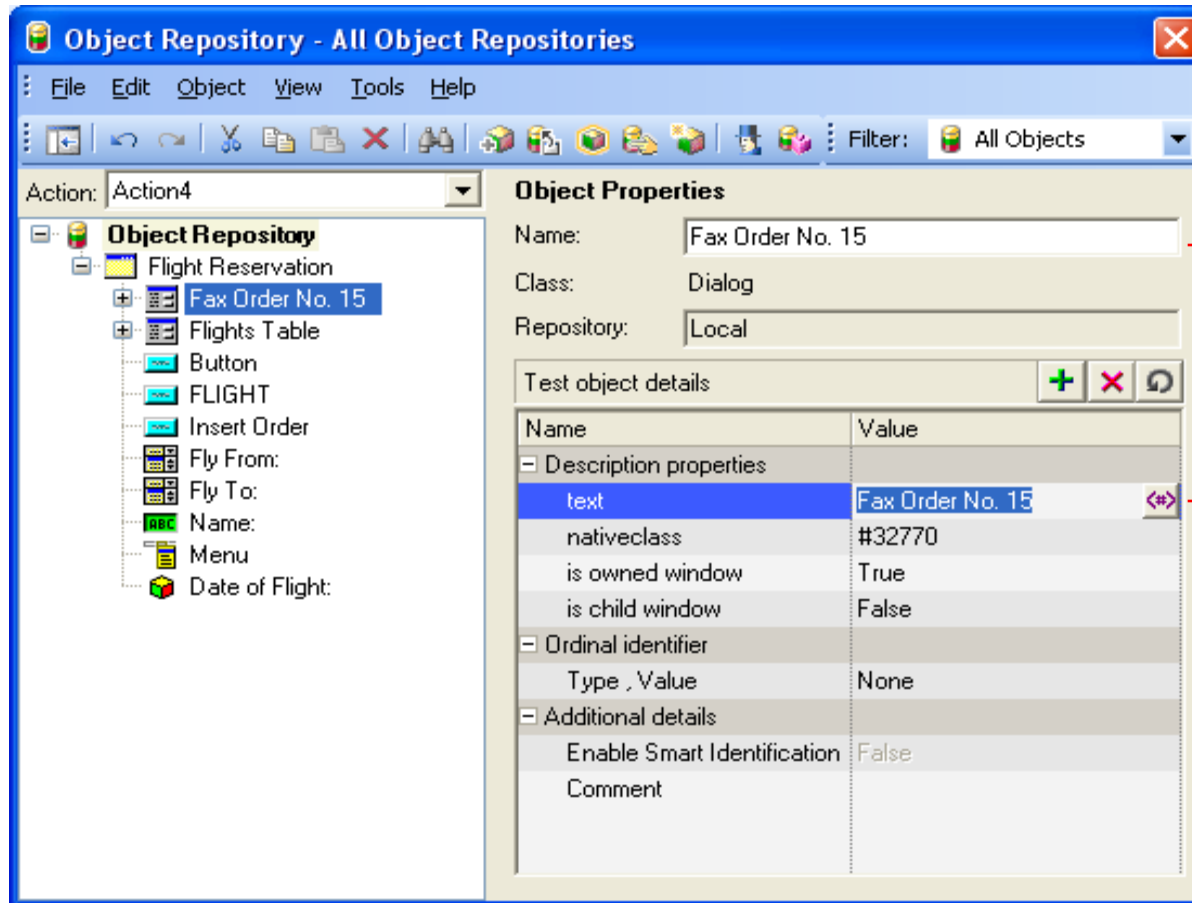 Object Repository - All Object Repositories
File Edit Object View Tools Help
Filter: All Objects
Action: Action4
Object Repository
Flight Reservation
Fax Order No. 15
Flights Table
Button
FLIGHT
Insert Order
Fly From:
Fly To:
ABC Name:
Menu
Date of Flight:
Object Properties
Name: Fax Order No. 15
Class: Dialog
Repository: Local
Test object details
Name Value
Description properties
text Fax Order No. 15 <#>
nativeclass #32770
is owned window True
is child window False
Ordinal identifier
Type , Value None
Additional details
Enable Smart Identification False
Comment